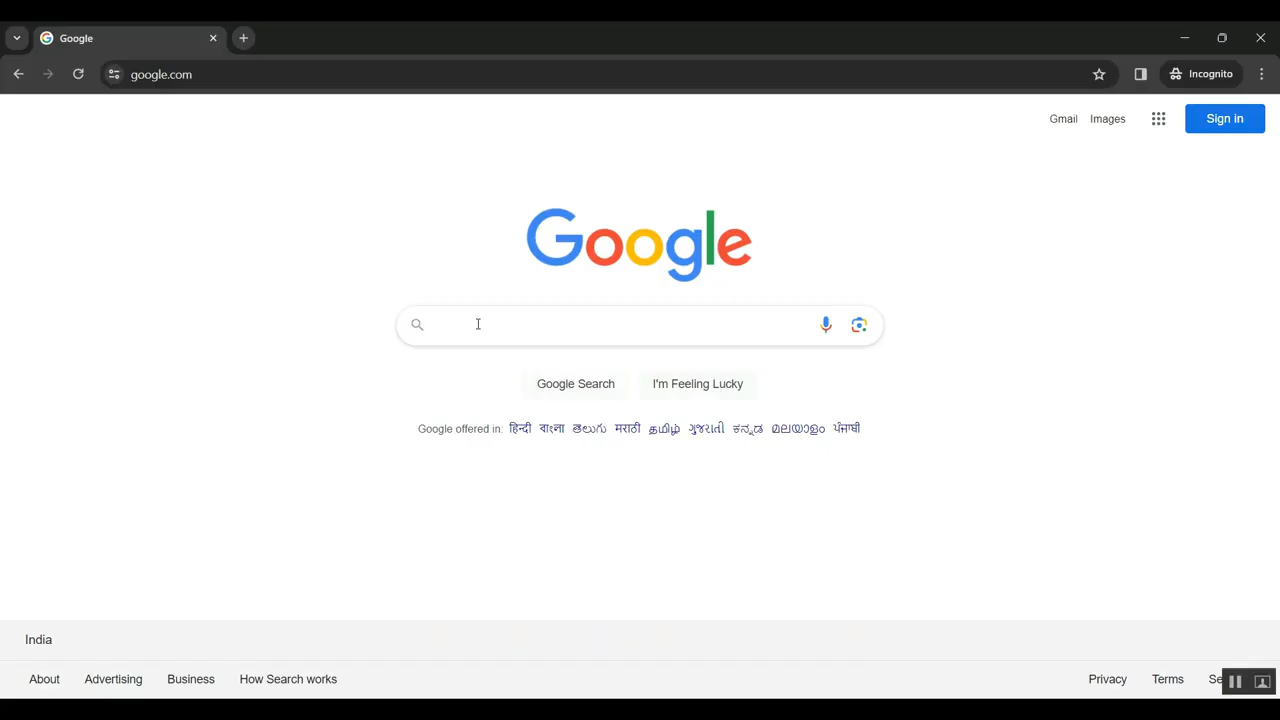 Google
google.com
Incognito
Gmail Images Sign in
Google
Google Search I'm Feeling Lucky
Google offered in: हिन्दी বাংলা తెలుగు मराठी தமிழ் ગુજરાતી ಕನ್ನಡ മലയാളം ਪੰਜਾਬੀ
India
About Advertising Business How Search works Privacy Terms Se